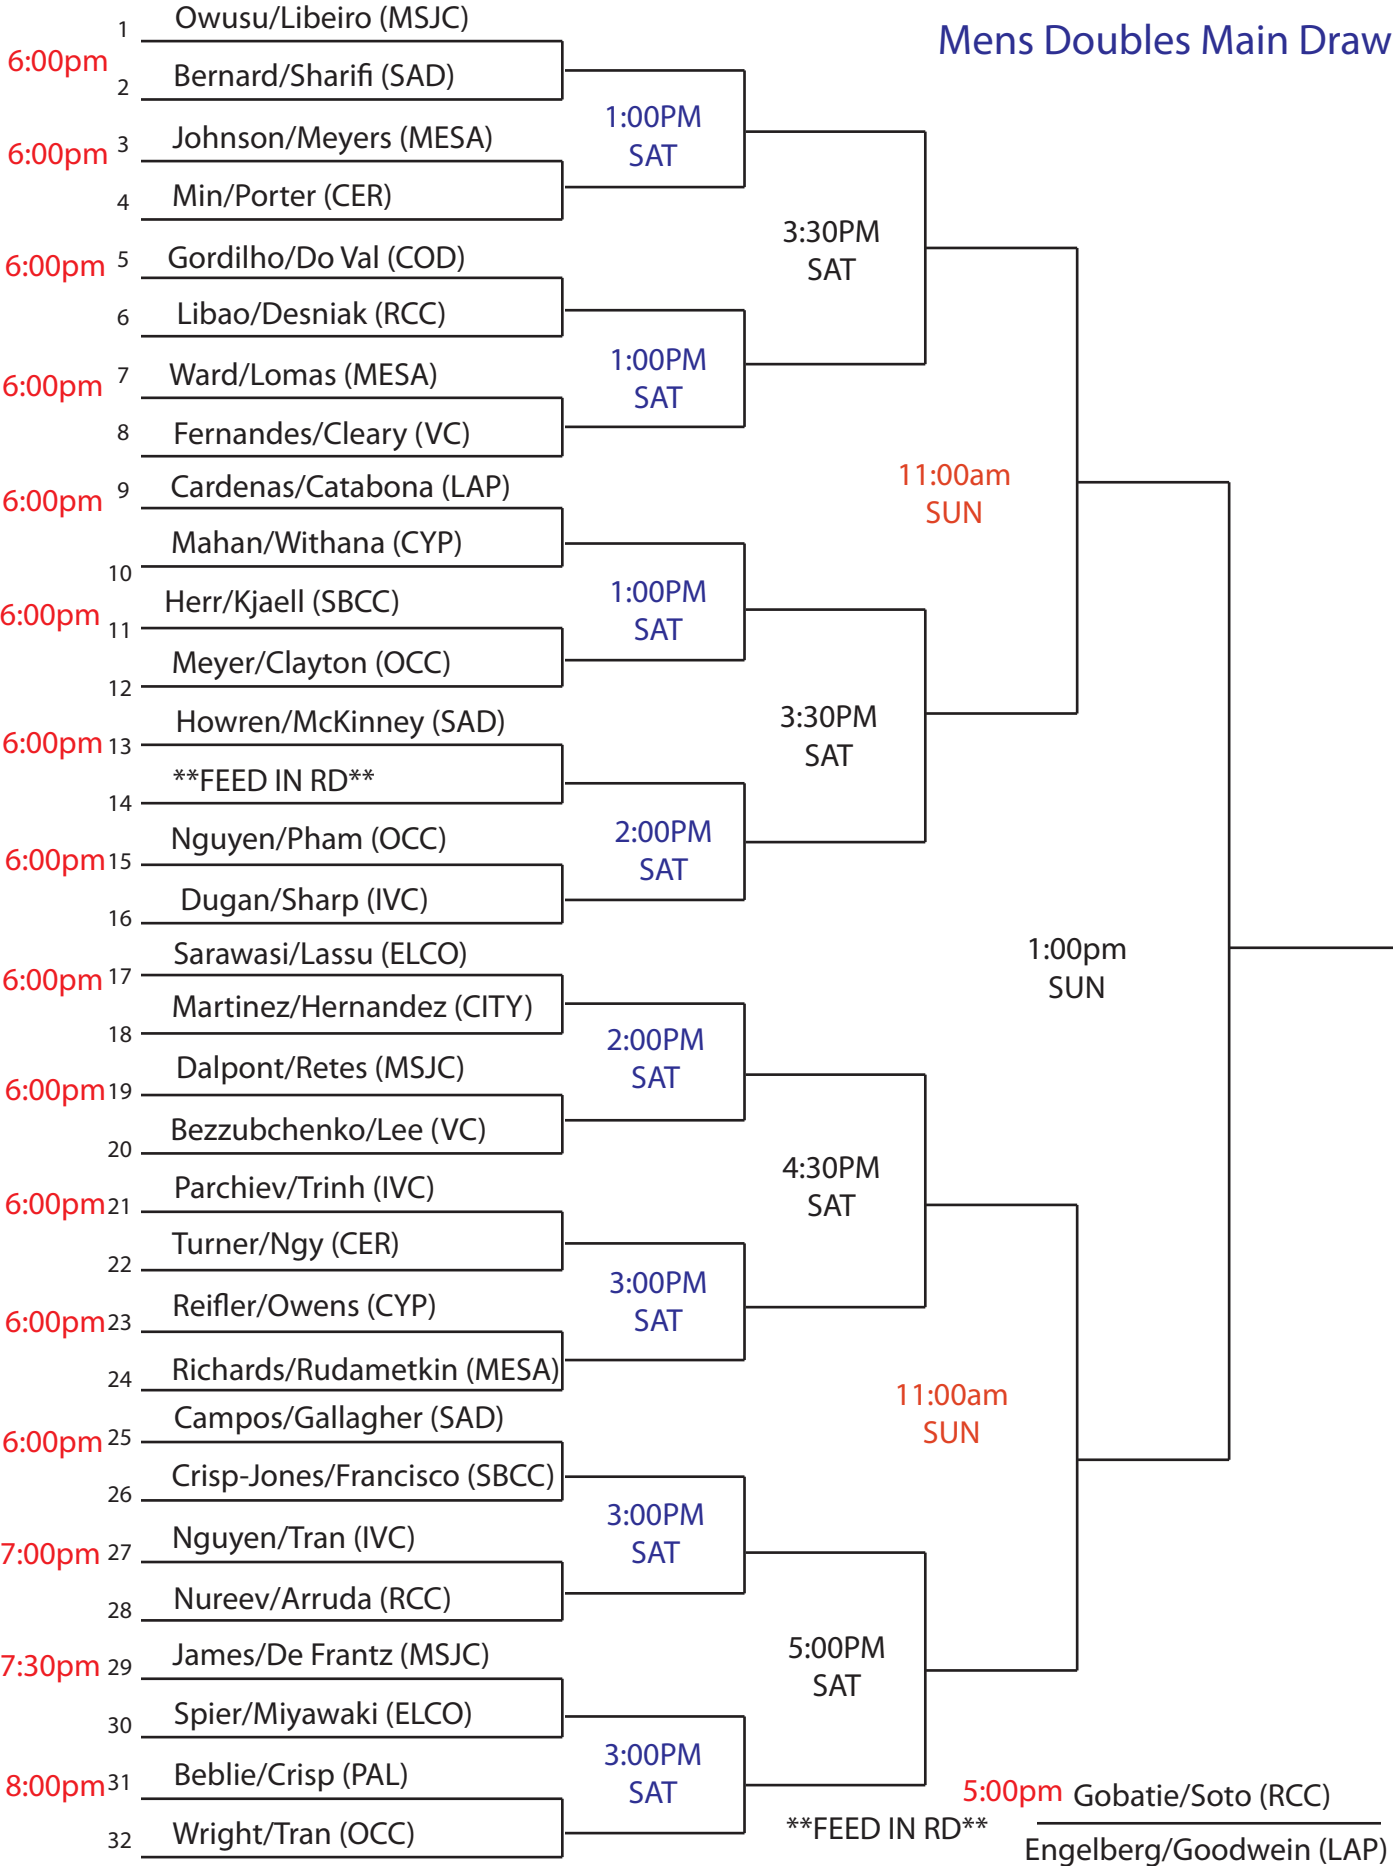 Mens Doubles Main Draw
1 Owusu/Libeiro (MSJC)
6:00pm
2 Bernard/Sharifi (SAD)
1:00PM
SAT
6:00pm 3 Johnson/Meyers (MESA)
4 Min/Porter (CER)
3:30PM
SAT
6:00pm 5 Gordilho/Do Val (COD)
6 Libao/Desniak (RCC)
1:00PM
SAT
6:00pm 7 Ward/Lomas (MESA)
8 Fernandes/Cleary (VC)
11:00am
SUN
6:00pm 9 Cardenas/Catabona (LAP)
10 Mahan/Withana (CYP)
1:00PM
SAT
6:00pm 11 Herr/Kjaell (SBCC)
12 Meyer/Clayton (OCC)
3:30PM
SAT
6:00pm 13 Howren/McKinney (SAD)
14 **FEED IN RD**
2:00PM
SAT
6:00pm 15 Nguyen/Pham (OCC)
16 Dugan/Sharp (IVC)
1:00pm
SUN
6:00pm 17 Sarawasi/Lassu (ELCO)
18 Martinez/Hernandez (CITY)
2:00PM
SAT
6:00pm 19 Dalpont/Retes (MSJC)
20 Bezzubchenko/Lee (VC)
4:30PM
SAT
6:00pm 21 Parchiev/Trinh (IVC)
22 Turner/Ngy (CER)
3:00PM
SAT
6:00pm 23 Reifler/Owens (CYP)
24 Richards/Rudametkin (MESA)
11:00am
SUN
6:00pm 25 Campos/Gallagher (SAD)
26 Crisp-Jones/Francisco (SBCC)
3:00PM
SAT
7:00pm 27 Nguyen/Tran (IVC)
28 Nureev/Arruda (RCC)
5:00PM
SAT
7:30pm 29 James/De Frantz (MSJC)
30 Spier/Miyawaki (ELCO)
3:00PM
SAT
8:00pm 31 Beblie/Crisp (PAL)
32 Wright/Tran (OCC)
5:00pm Gobatie/Soto (RCC)
**FEED IN RD**
Engelberg/Goodwein (LAP)